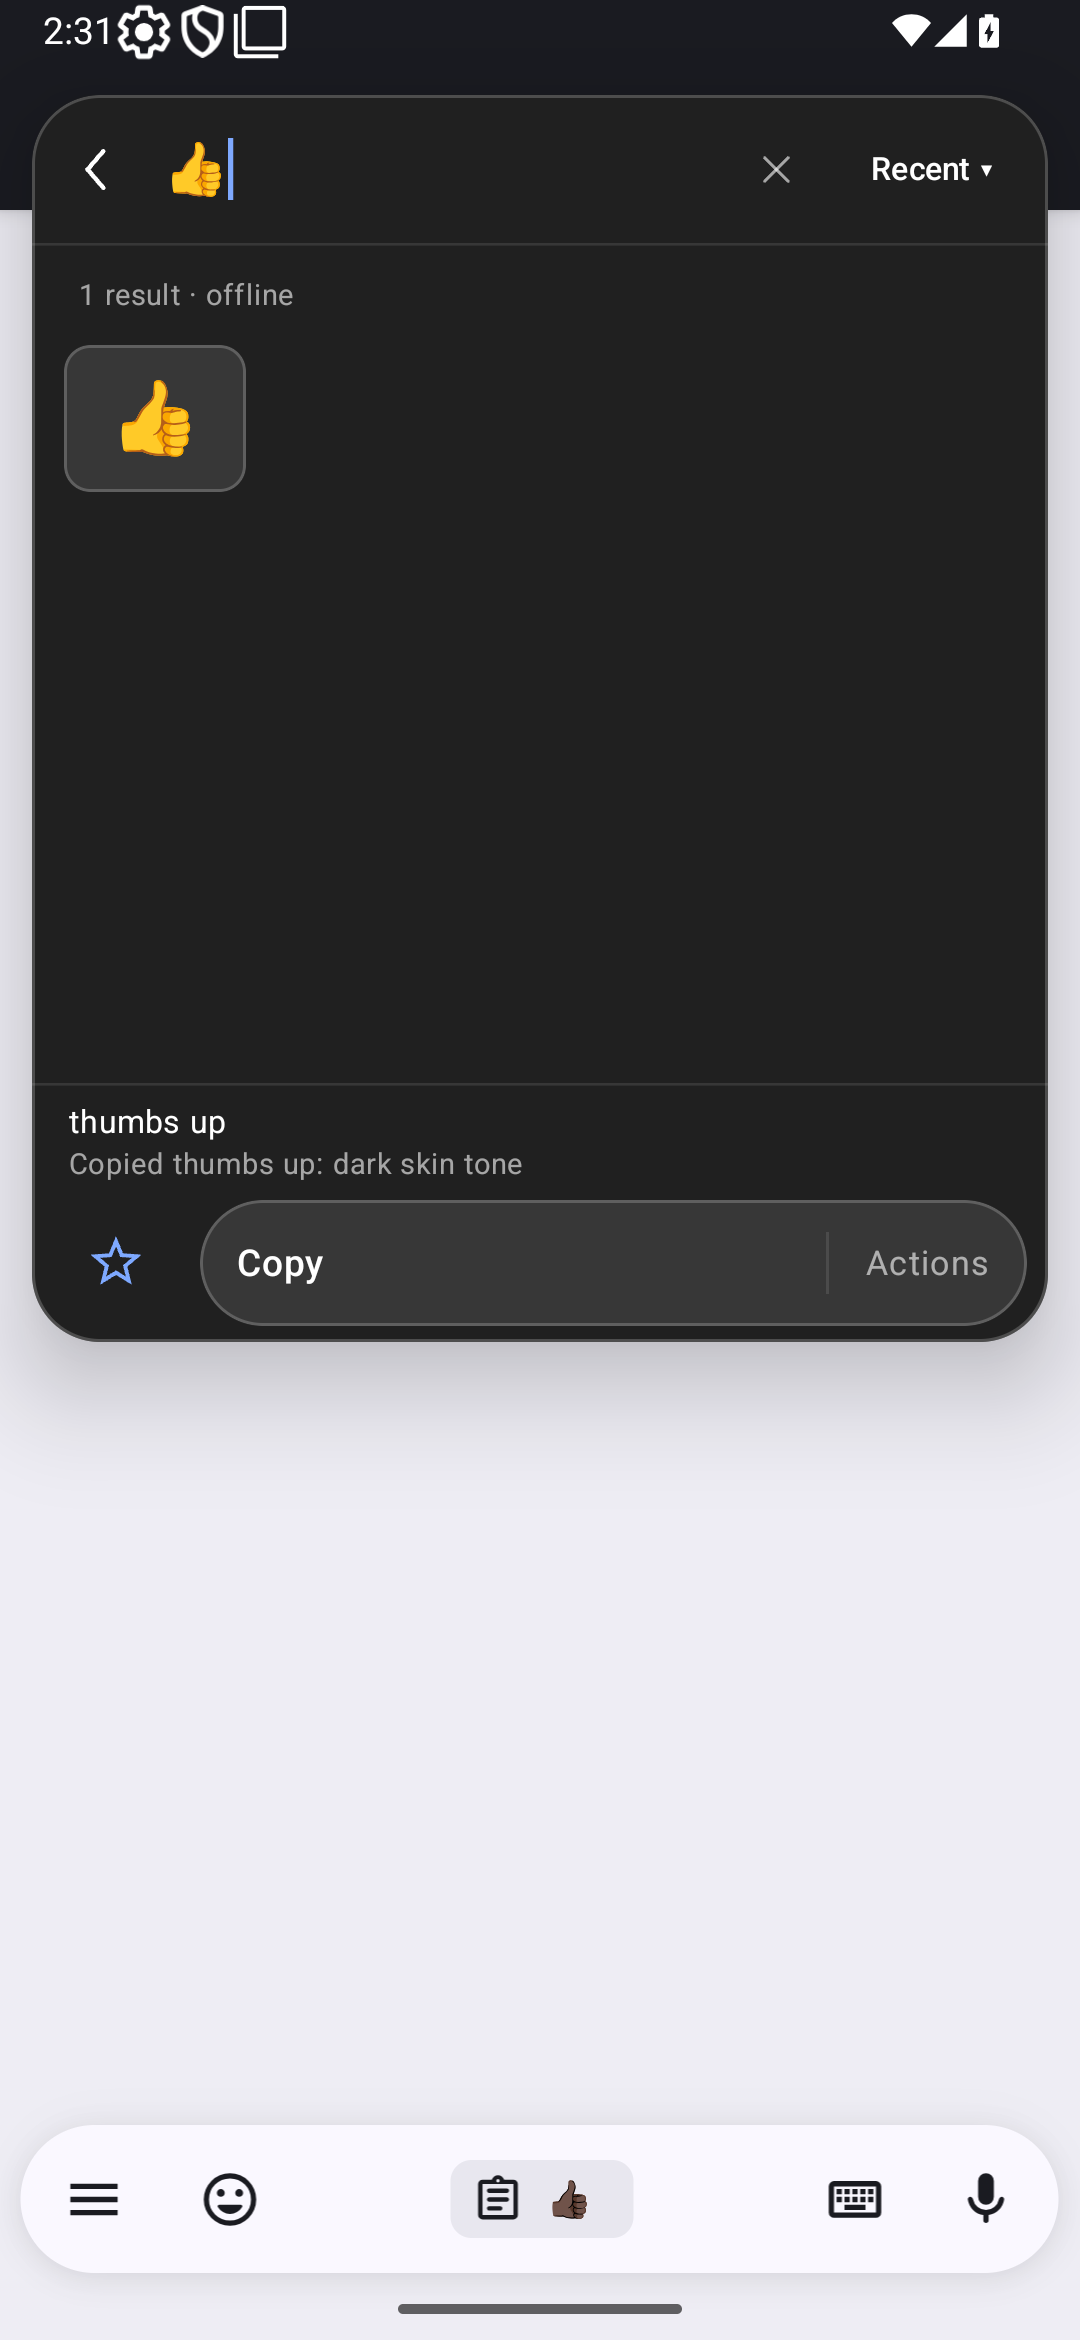 2:31
👍
Recent ▾
1 result · offline
👍
thumbs up
Copied thumbs up: dark skin tone
Copy
Actions
👍🏿